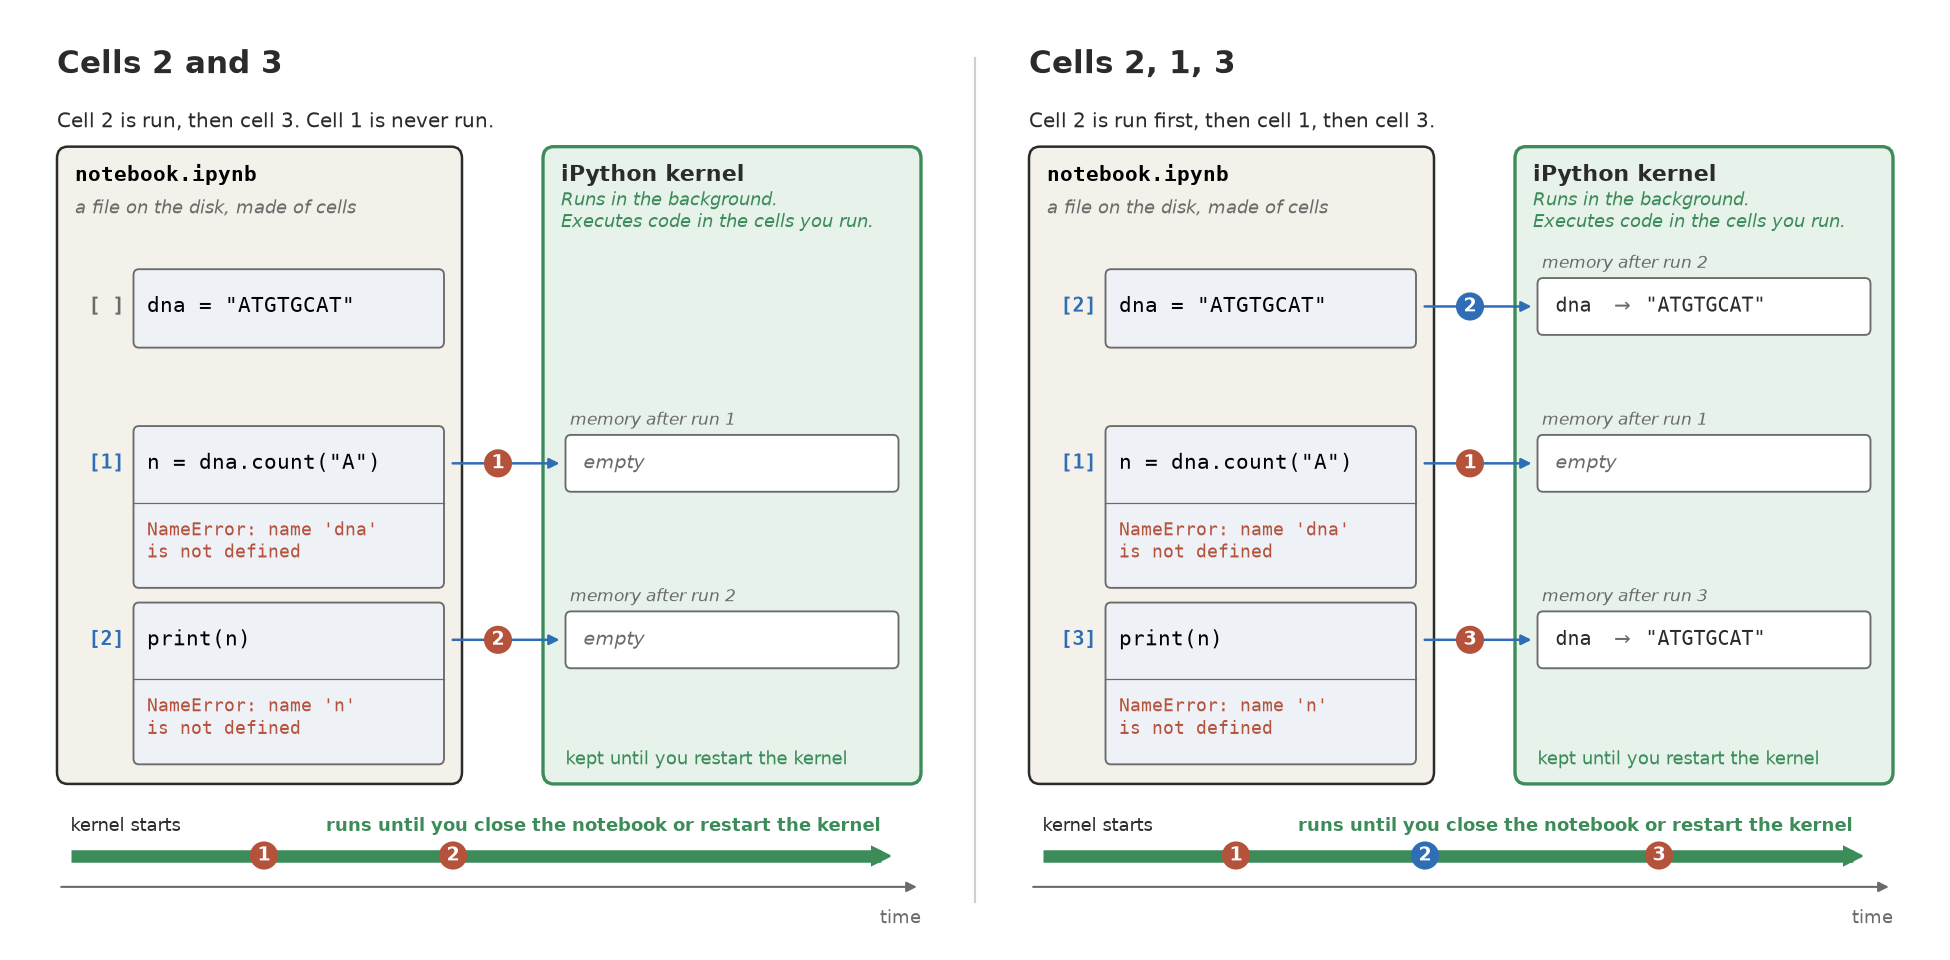 Cells 2 and 3
Cell 2 is run, then cell 3. Cell 1 is never run.
notebook.ipynb
a file on the disk, made of cells
[ ]
dna = "ATGTGCAT"
[1]
n = dna.count("A")
NameError: name 'dna'
is not defined
[2]
print(n)
NameError: name 'n'
is not defined
1
2
iPython kernel
Runs in the background.
Executes code in the cells you run.
memory after run 1
empty
memory after run 2
empty
kept until you restart the kernel
kernel starts
runs until you close the notebook or restart the kernel
1
2
time
Cells 2, 1, 3
Cell 2 is run first, then cell 1, then cell 3.
notebook.ipynb
a file on the disk, made of cells
[2]
dna = "ATGTGCAT"
[1]
n = dna.count("A")
NameError: name 'dna'
is not defined
[3]
print(n)
NameError: name 'n'
is not defined
2
1
3
iPython kernel
Runs in the background.
Executes code in the cells you run.
memory after run 2
dna → "ATGTGCAT"
memory after run 1
empty
memory after run 3
dna → "ATGTGCAT"
kept until you restart the kernel
kernel starts
runs until you close the notebook or restart the kernel
1
2
3
time